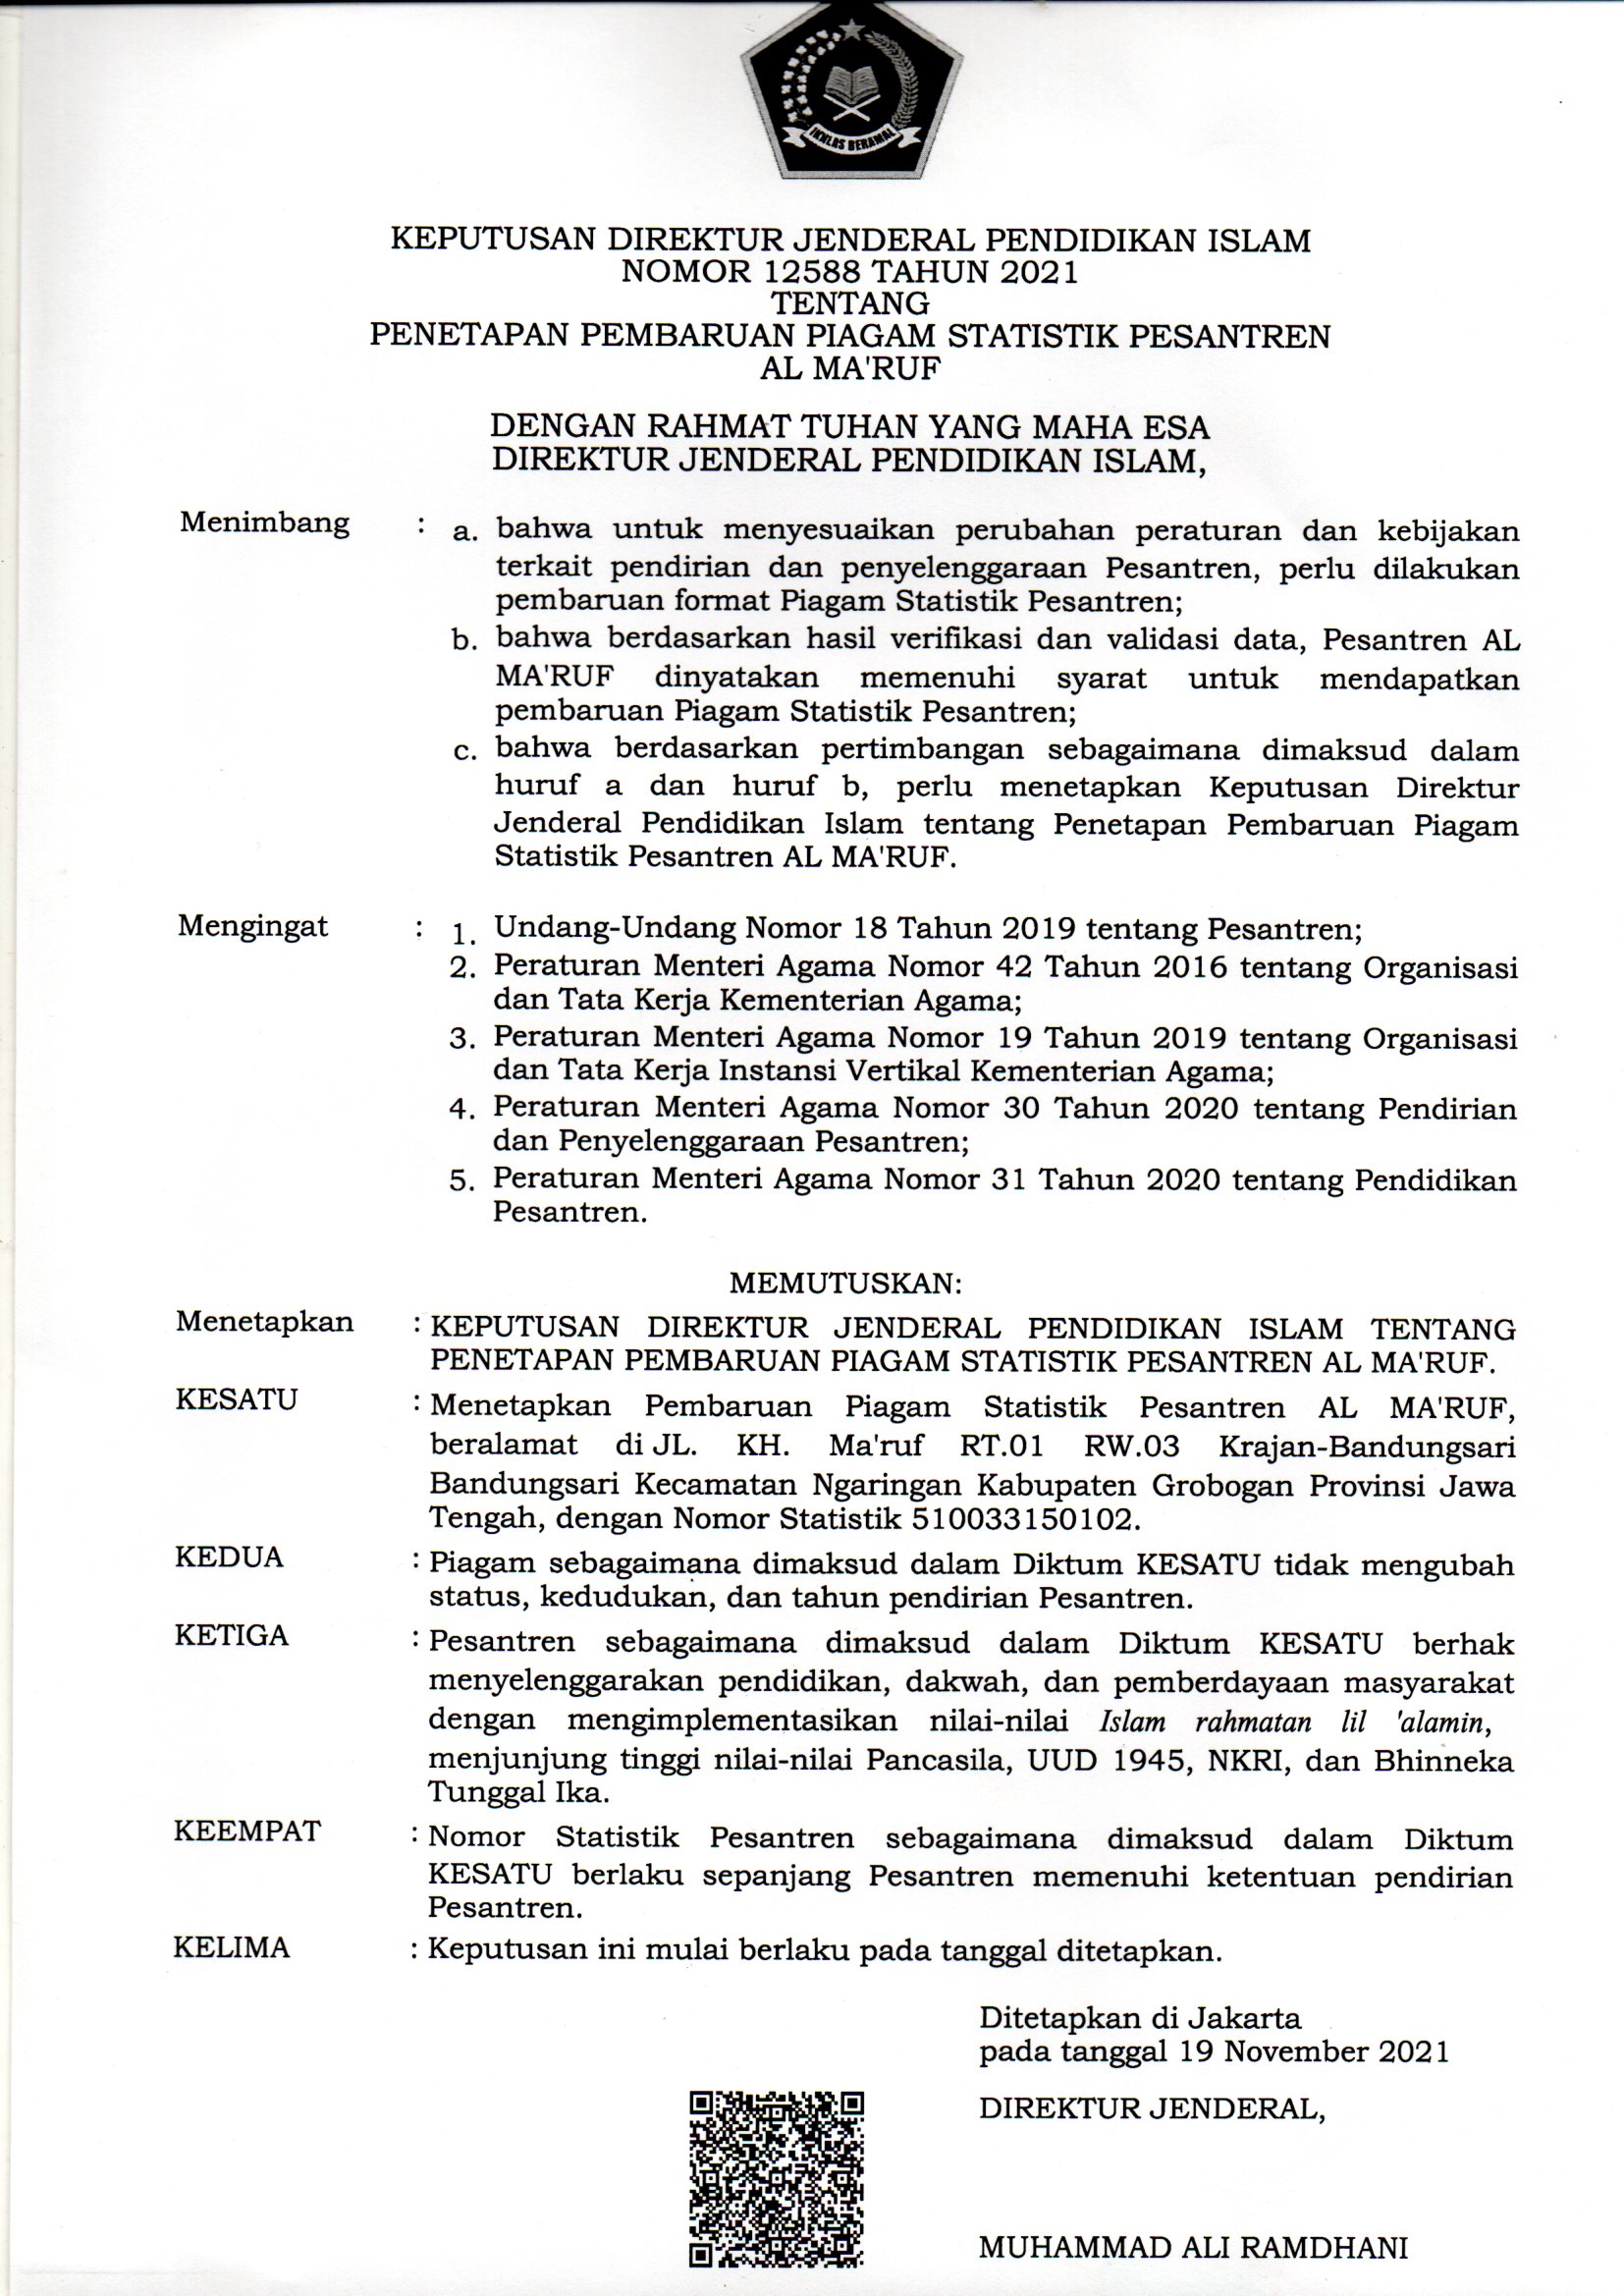 IKHLAS BERAMAL
KEPUTUSAN DIREKTUR JENDERAL PENDIDIKAN ISLAM
NOMOR 12588 TAHUN 2021
TENTANG
PENETAPAN PEMBARUAN PIAGAM STATISTIK PESANTREN
AL MA'RUF
DENGAN RAHMAT TUHAN YANG MAHA ESA
DIREKTUR JENDERAL PENDIDIKAN ISLAM,
Menimbang : a. bahwa untuk menyesuaikan perubahan peraturan dan kebijakan
terkait pendirian dan penyelenggaraan Pesantren, perlu dilakukan
pembaruan format Piagam Statistik Pesantren;
b. bahwa berdasarkan hasil verifikasi dan validasi data, Pesantren AL
MA'RUF dinyatakan memenuhi syarat untuk mendapatkan
pembaruan Piagam Statistik Pesantren;
c. bahwa berdasarkan pertimbangan sebagaimana dimaksud dalam
huruf a dan huruf b, perlu menetapkan Keputusan Direktur
Jenderal Pendidikan Islam tentang Penetapan Pembaruan Piagam
Statistik Pesantren AL MA'RUF.
Mengingat : 1. Undang-Undang Nomor 18 Tahun 2019 tentang Pesantren;
2. Peraturan Menteri Agama Nomor 42 Tahun 2016 tentang Organisasi
dan Tata Kerja Kementerian Agama;
3. Peraturan Menteri Agama Nomor 19 Tahun 2019 tentang Organisasi
dan Tata Kerja Instansi Vertikal Kementerian Agama;
4. Peraturan Menteri Agama Nomor 30 Tahun 2020 tentang Pendirian
dan Penyelenggaraan Pesantren;
5. Peraturan Menteri Agama Nomor 31 Tahun 2020 tentang Pendidikan
Pesantren.
MEMUTUSKAN:
Menetapkan : KEPUTUSAN DIREKTUR JENDERAL PENDIDIKAN ISLAM TENTANG
PENETAPAN PEMBARUAN PIAGAM STATISTIK PESANTREN AL MA'RUF.
KESATU : Menetapkan Pembaruan Piagam Statistik Pesantren AL MA'RUF,
beralamat di JL. KH. Ma'ruf RT.01 RW.03 Krajan-Bandungsari
Bandungsari Kecamatan Ngaringan Kabupaten Grobogan Provinsi Jawa
Tengah, dengan Nomor Statistik 510033150102.
KEDUA : Piagam sebagaimana dimaksud dalam Diktum KESATU tidak mengubah
status, kedudukan, dan tahun pendirian Pesantren.
KETIGA : Pesantren sebagaimana dimaksud dalam Diktum KESATU berhak
menyelenggarakan pendidikan, dakwah, dan pemberdayaan masyarakat
dengan mengimplementasikan nilai-nilai Islam rahmatan lil 'alamin,
menjunjung tinggi nilai-nilai Pancasila, UUD 1945, NKRI, dan Bhinneka
Tunggal Ika.
KEEMPAT : Nomor Statistik Pesantren sebagaimana dimaksud dalam Diktum
KESATU berlaku sepanjang Pesantren memenuhi ketentuan pendirian
Pesantren.
KELIMA : Keputusan ini mulai berlaku pada tanggal ditetapkan.
Ditetapkan di Jakarta
pada tanggal 19 November 2021
DIREKTUR JENDERAL,
MUHAMMAD ALI RAMDHANI